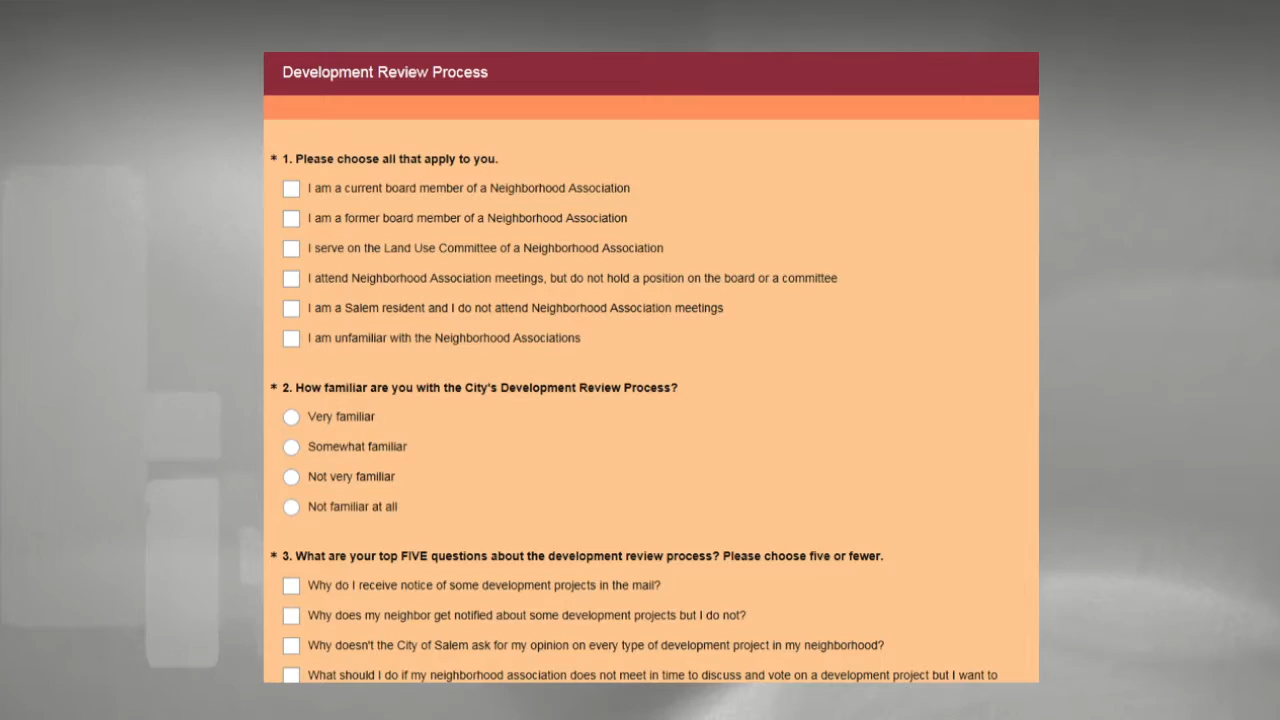 Development Review Process
* 1. Please choose all that apply to you.
I am a current board member of a Neighborhood Association
I am a former board member of a Neighborhood Association
I serve on the Land Use Committee of a Neighborhood Association
I attend Neighborhood Association meetings, but do not hold a position on the board or a committee
I am a Salem resident and I do not attend Neighborhood Association meetings
I am unfamiliar with the Neighborhood Associations
* 2. How familiar are you with the City's Development Review Process?
Very familiar
Somewhat familiar
Not very familiar
Not familiar at all
* 3. What are your top FIVE questions about the development review process? Please choose five or fewer.
Why do I receive notice of some development projects in the mail?
Why does my neighbor get notified about some development projects but I do not?
Why doesn't the City of Salem ask for my opinion on every type of development project in my neighborhood?
What should I do if my neighborhood association does not meet in time to discuss and vote on a development project but I want to